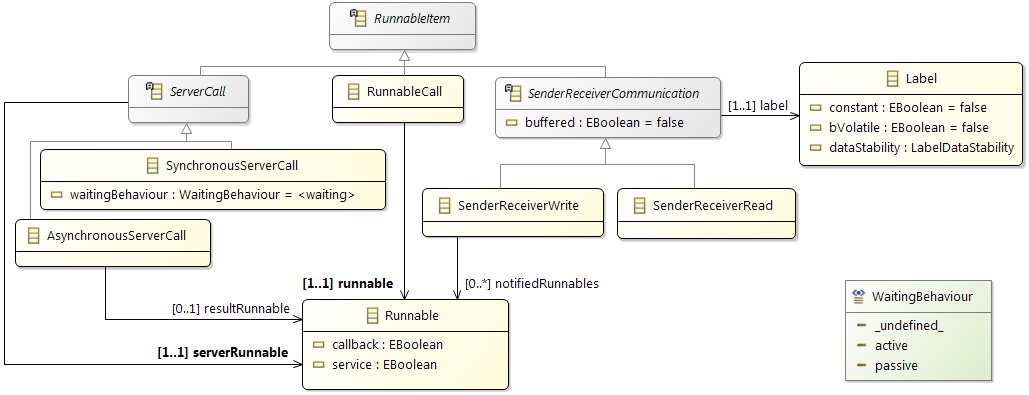 RunnableItem
ServerCall
RunnableCall
SenderReceiverCommunication
buffered : EBoolean = false
[1..1] label
Label
constant : EBoolean = false
bVolatile : EBoolean = false
dataStability : LabelDataStability
SynchronousServerCall
waitingBehaviour : WaitingBehaviour = <waiting>
AsynchronousServerCall
SenderReceiverWrite
SenderReceiverRead
[1..1] runnable
[0..*] notifiedRunnables
[0..1] resultRunnable
[1..1] serverRunnable
Runnable
callback : EBoolean
service : EBoolean
WaitingBehaviour
_undefined_
active
passive